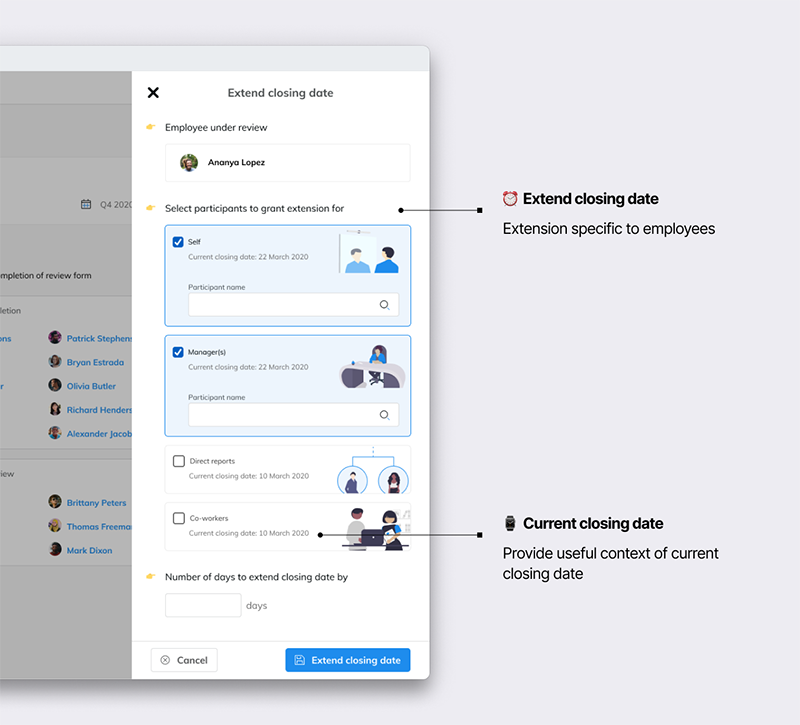 Extend closing date
Employee under review
Ananya Lopez
Q4 2020
Select participants to grant extension for
Self
Current closing date: 22 March 2020
Participant name
Manager(s)
Current closing date: 22 March 2020
Participant name
Direct reports
Current closing date: 10 March 2020
Co-workers
Current closing date: 10 March 2020
Number of days to extend closing date by
days
Cancel
Extend closing date
mpletion of review form
letion
ons
Patrick Stephens
Bryan Estrada
r
Olivia Butler
Richard Henders
Alexander Jacob
iew
Brittany Peters
Thomas Freema
Mark Dixon
Extend closing date
Extension specific to employees
Current closing date
Provide useful context of current
closing date